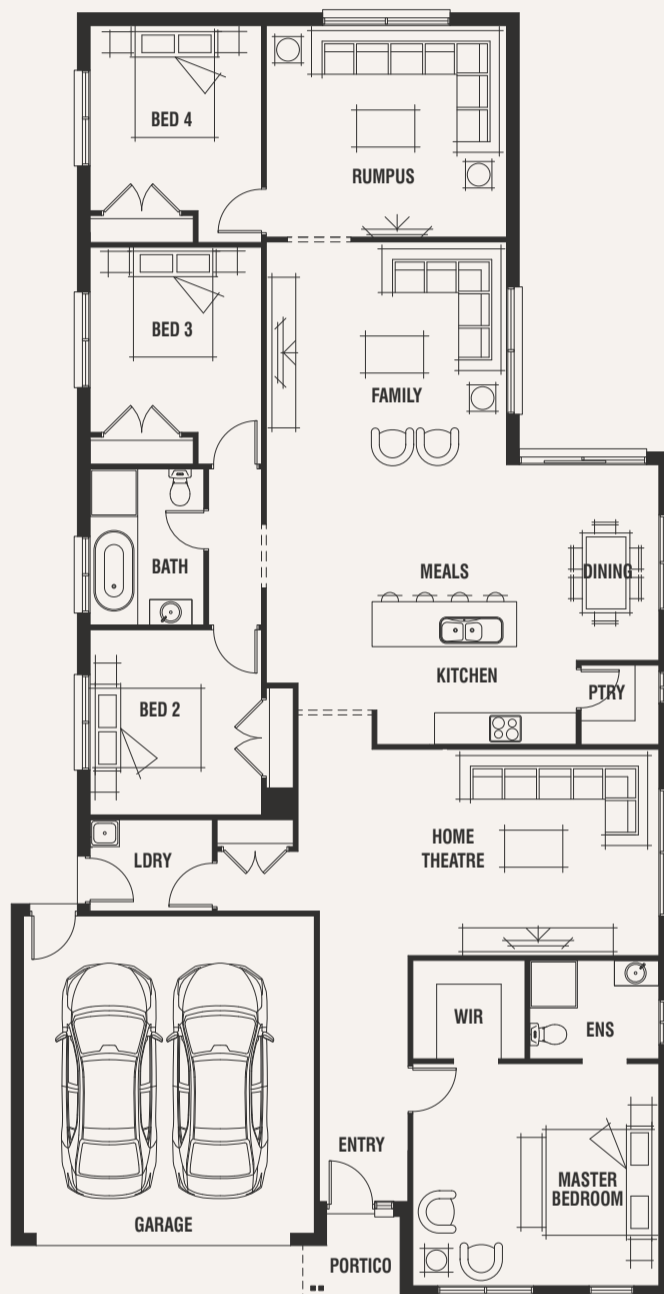 BED 4
RUMPUS
BED 3
FAMILY
BATH
MEALS
DINING
KITCHEN
PTRY
BED 2
HOME
THEATRE
LDRY
WIR
ENS
ENTRY
MASTER
BEDROOM
GARAGE
PORTICO